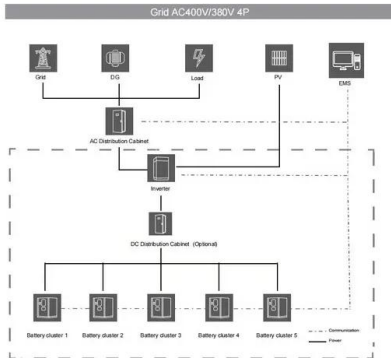 Grid AC400V/380V 4P
Grid
DG
Load
PV
EMS
AC Distribution Cabinet
Inverter
DC Distribution Cabinet (Optional)
Battery cluster 1
Battery cluster 2
Battery cluster 3
Battery cluster 4
Battery cluster 5
Communication
Power